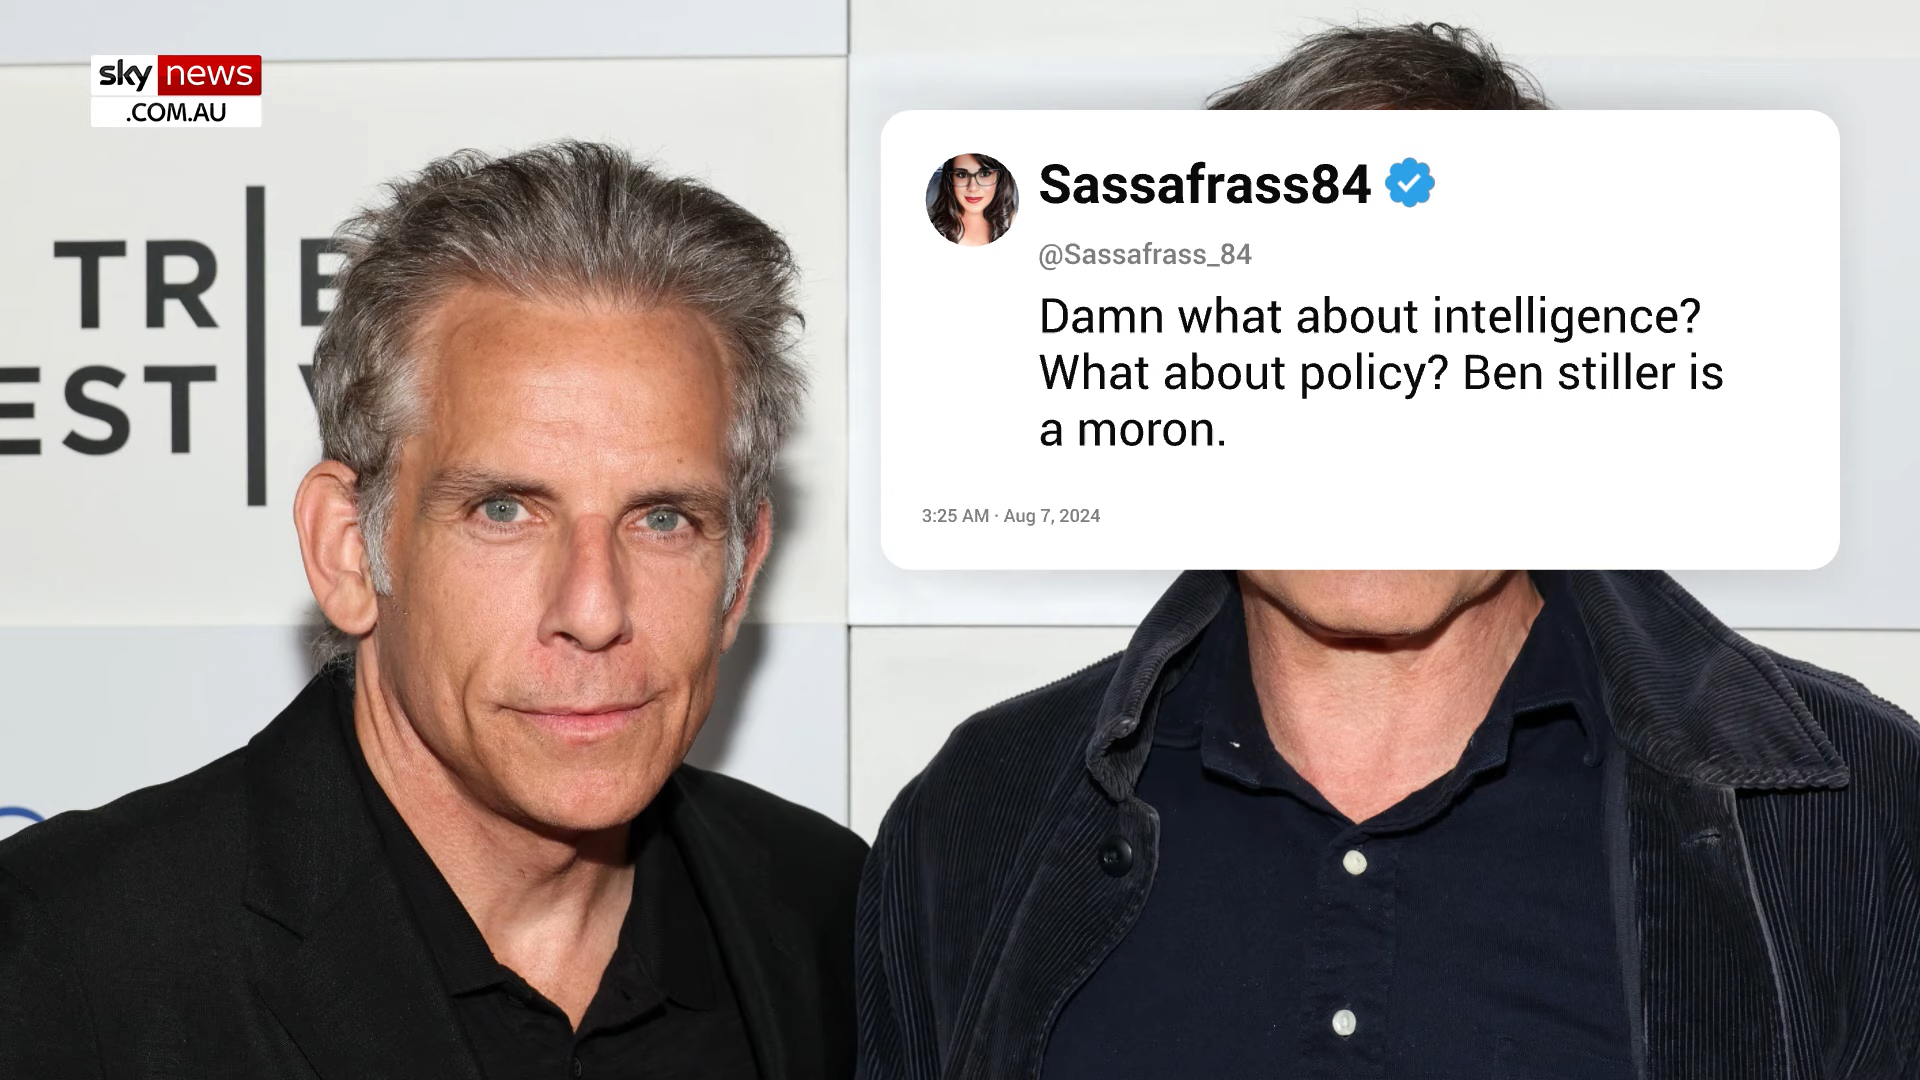 sky news
.COM.AU
TR
EST
Sassafrass84
@Sassafrass_84
Damn what about intelligence?
What about policy? Ben stiller is
a moron.
3:25 AM · Aug 7, 2024